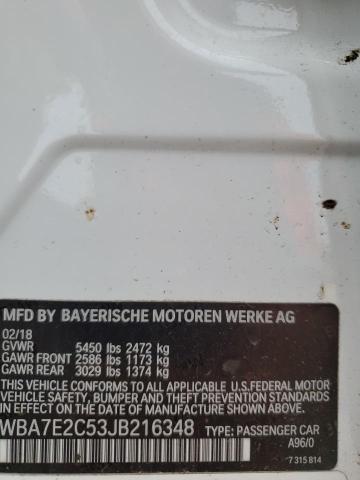 MFD BY BAYERISCHE MOTOREN WERKE AG
02/18
GVWR 5450 lbs 2472 kg
GAWR FRONT 2586 lbs 1173 kg
GAWR REAR 3029 lbs 1374 kg
THIS VEHICLE CONFORMS TO ALL APPLICABLE U.S.FEDERAL MOTOR
VEHICLE SAFETY, BUMPER, AND THEFT PREVENTION STANDARDS
IN EFFECT ON THE DATE OF MANUFACTURE SHOWN ABOVE.
WBA7E2C53JB216348 TYPE: PASSENGER CAR
A96/0
7 315 814